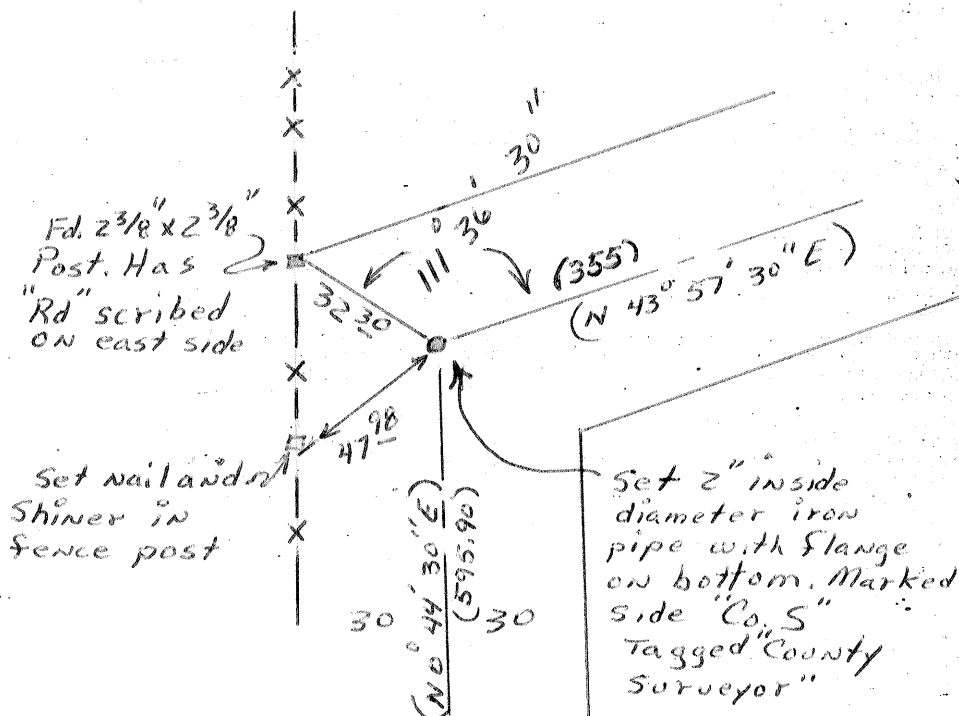 Fd. 2 3/8" x 2 3/8"
Post. Has
"Rd" scribed
on east side
111° 36' 30"
(355)
(N 43° 57' 30" E)
32 30
47 98
Set nail and
Shiner in
fence post
(N 0° 44' 30" E)
(595.90)
30
30
Set 2" inside
diameter iron
pipe with flange
on bottom. Marked
side "Co. S"
Tagged "County
Surveyor"